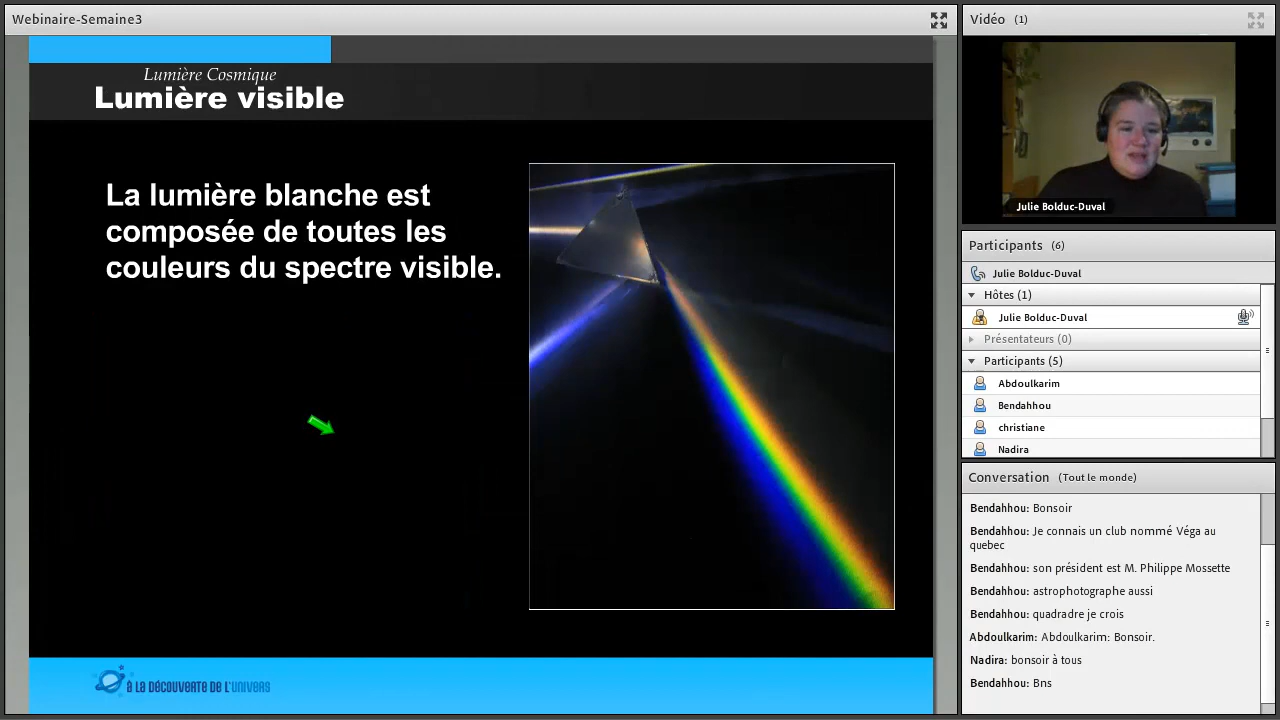 Webinaire-Semaine3
Lumière Cosmique
Lumière visible
La lumière blanche est
composée de toutes les
couleurs du spectre visible.
À LA DÉCOUVERTE DE L'UNIVERS
Vidéo (1)
Julie Bolduc-Duval
Participants (6)
Julie Bolduc-Duval
Hôtes (1)
Julie Bolduc-Duval
Présentateurs (0)
Participants (5)
Abdoulkarim
Bendahhou
christiane
Nadira
Conversation (Tout le monde)
Bendahhou: Bonsoir
Bendahhou: Je connais un club nommé Véga au
quebec
Bendahhou: son président est M. Philippe Mossette
Bendahhou: astrophotographe aussi
Bendahhou: quadradre je crois
Abdoulkarim: Abdoulkarim: Bonsoir.
Nadira: bonsoir à tous
Bendahhou: Bns